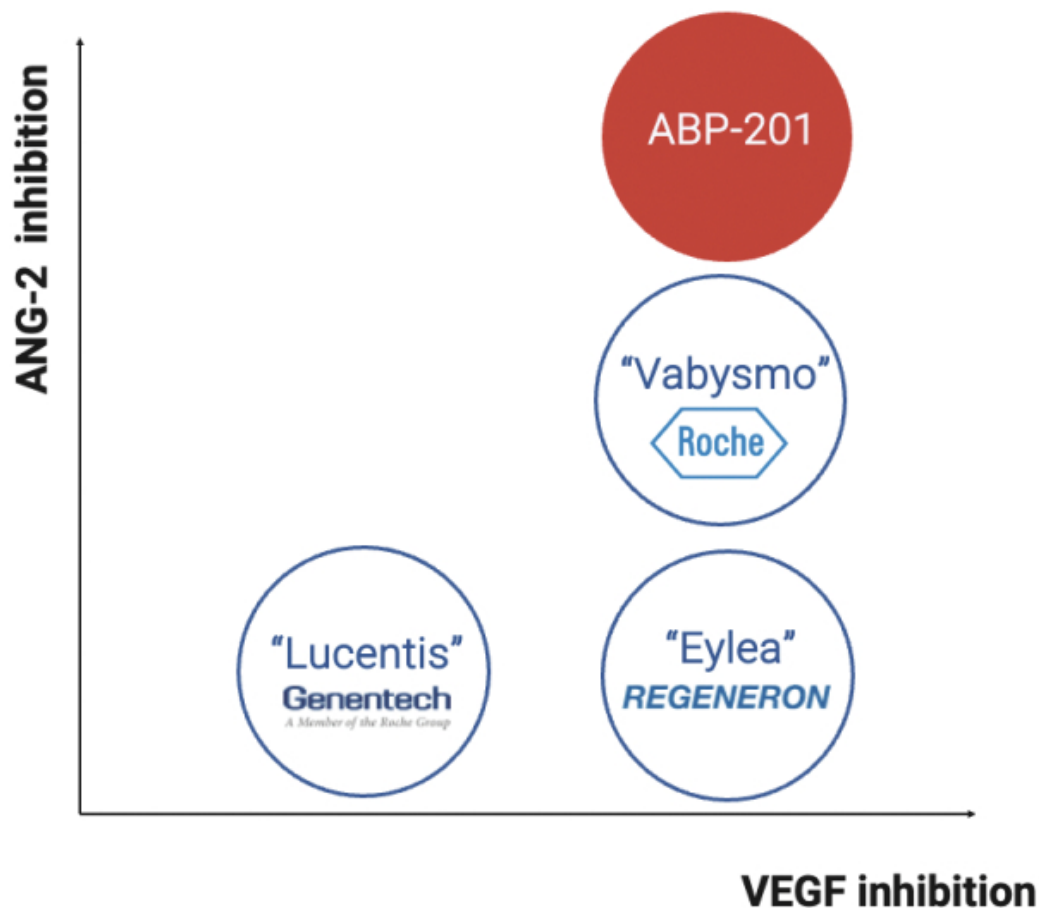 ANG-2 inhibition
ABP-201
“Vabysmo”
Roche
“Lucentis”
Genentech
A Member of the Roche Group
“Eylea”
REGENERON
VEGF inhibition